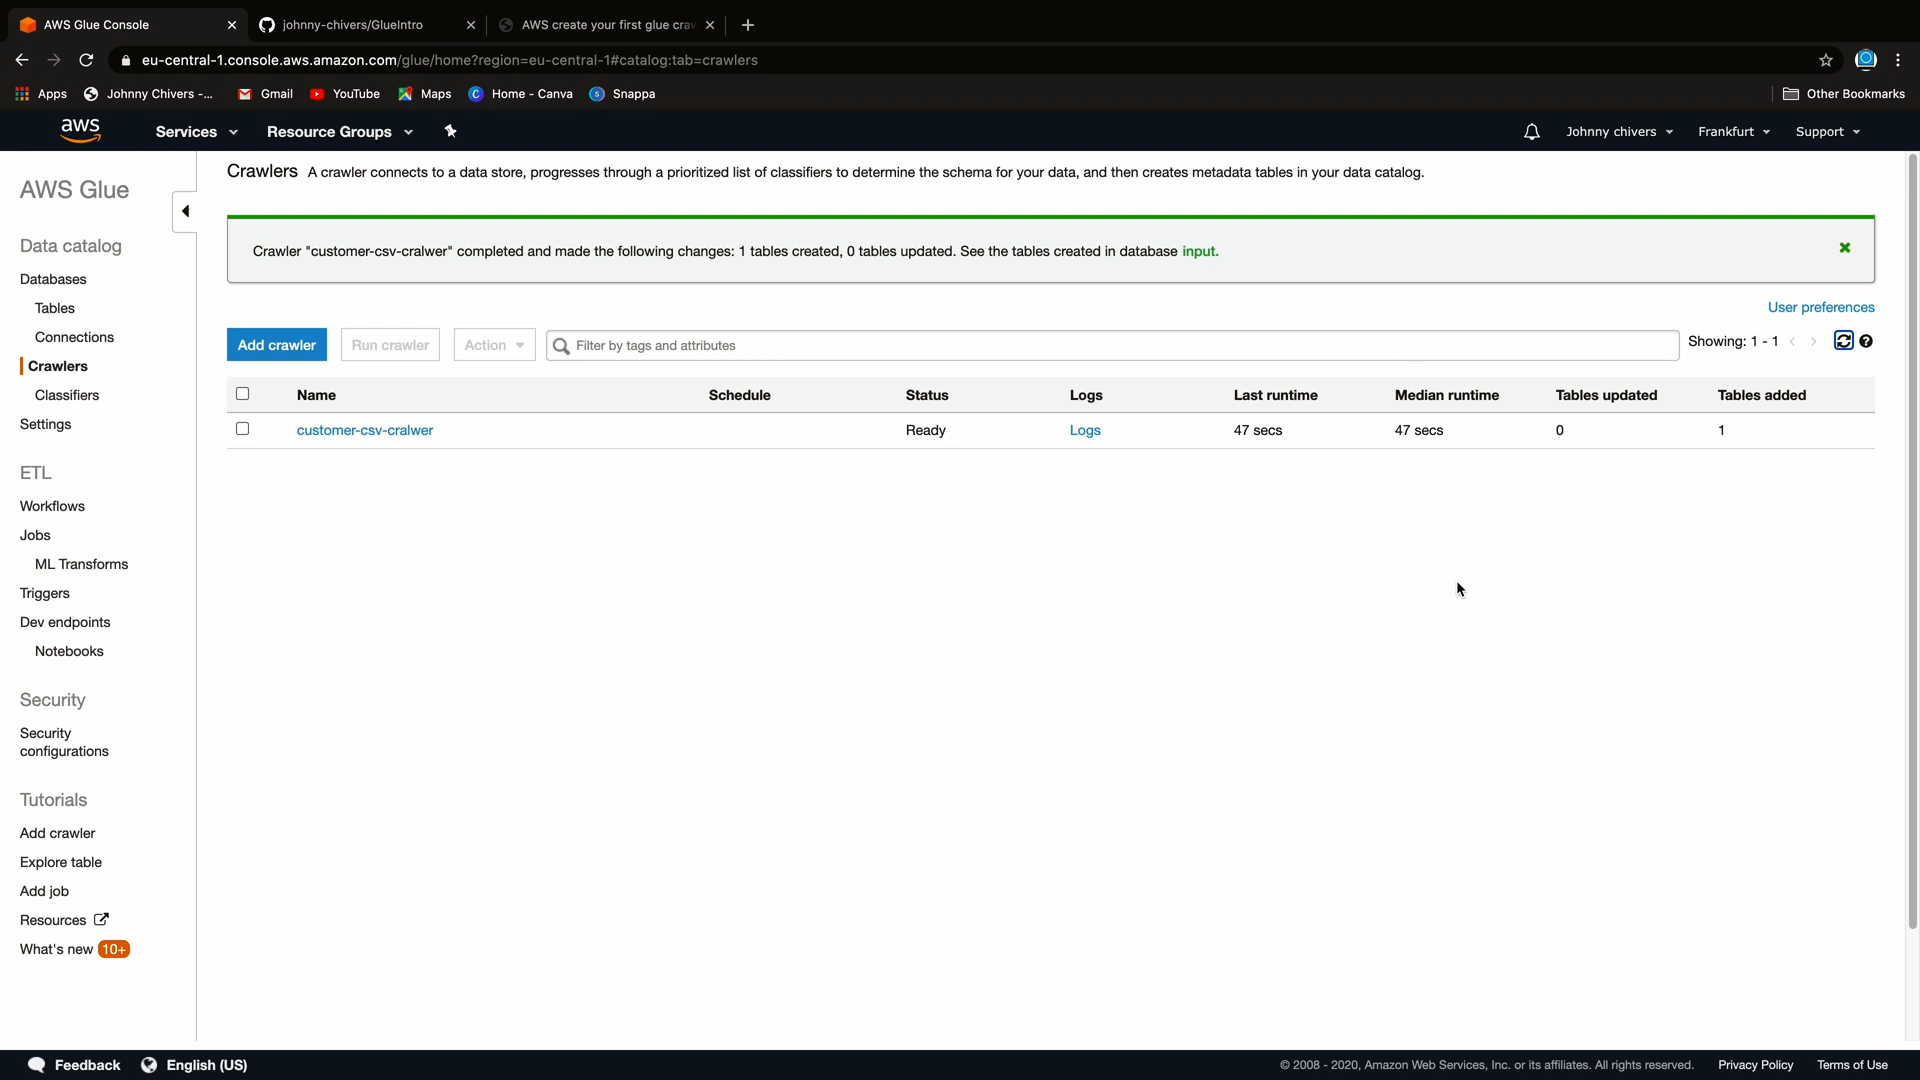 AWS Glue Console
johnny-chivers/GlueIntro
AWS create your first glue crav
eu-central-1.console.aws.amazon.com/glue/home?region=eu-central-1#catalog:tab=crawlers
Apps
Johnny Chivers -...
Gmail
YouTube
Maps
Home - Canva
Snappa
Other Bookmarks
aws
Services
Resource Groups
Johnny chivers
Frankfurt
Support
AWS Glue
Data catalog
Databases
Tables
Connections
Crawlers
Classifiers
Settings
ETL
Workflows
Jobs
ML Transforms
Triggers
Dev endpoints
Notebooks
Security
Security
configurations
Tutorials
Add crawler
Explore table
Add job
Resources
What's new 10+
Crawlers A crawler connects to a data store, progresses through a prioritized list of classifiers to determine the schema for your data, and then creates metadata tables in your data catalog.
Crawler "customer-csv-cralwer" completed and made the following changes: 1 tables created, 0 tables updated. See the tables created in database input.
User preferences
Add crawler
Run crawler
Action
Filter by tags and attributes
Showing: 1 - 1
Name Schedule Status Logs Last runtime Median runtime Tables updated Tables added
customer-csv-cralwer Ready Logs 47 secs 47 secs 0 1
Feedback
English (US)
© 2008 - 2020, Amazon Web Services, Inc. or its affiliates. All rights reserved.
Privacy Policy
Terms of Use